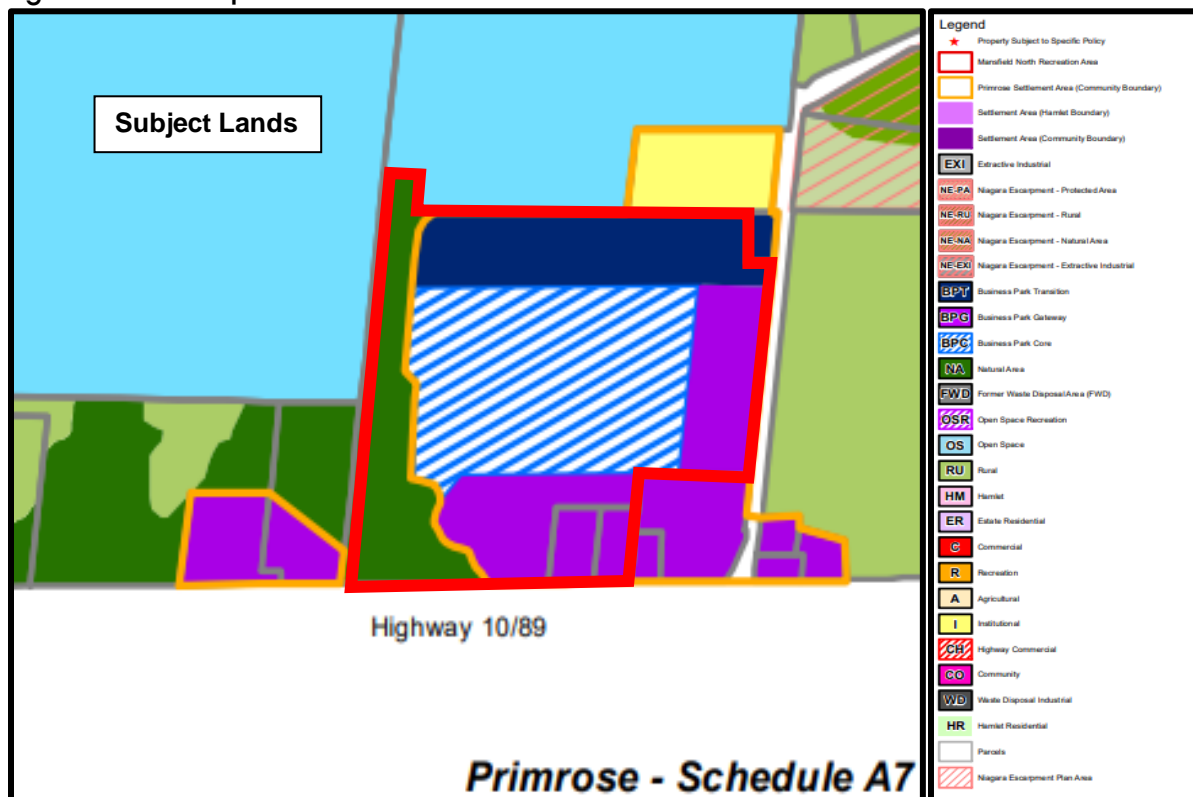 Subject Lands
Highway 10/89
Primrose - Schedule A7
Legend
Property Subject to Specific Policy
Mansfield North Recreation Area
Primrose Settlement Area (Community Boundary)
Settlement Area (Hamlet Boundary)
Settlement Area (Community Boundary)
EXI Extractive Industrial
NE-PA Niagara Escarpment - Protected Area
NE-RU Niagara Escarpment - Rural
NE-NA Niagara Escarpment - Natural Area
NE-EXI Niagara Escarpment - Extractive Industrial
BPT Business Park Transition
BPG Business Park Gateway
BPC Business Park Core
NA Natural Area
FWD Former Waste Disposal Area (FWD)
OSR Open Space Recreation
OS Open Space
RU Rural
HM Hamlet
ER Estate Residential
C Commercial
R Recreation
A Agricultural
I Institutional
CH Highway Commercial
CO Community
WD Waste Disposal Industrial
HR Hamlet Residential
Parcels
Niagara Escarpment Plan Area